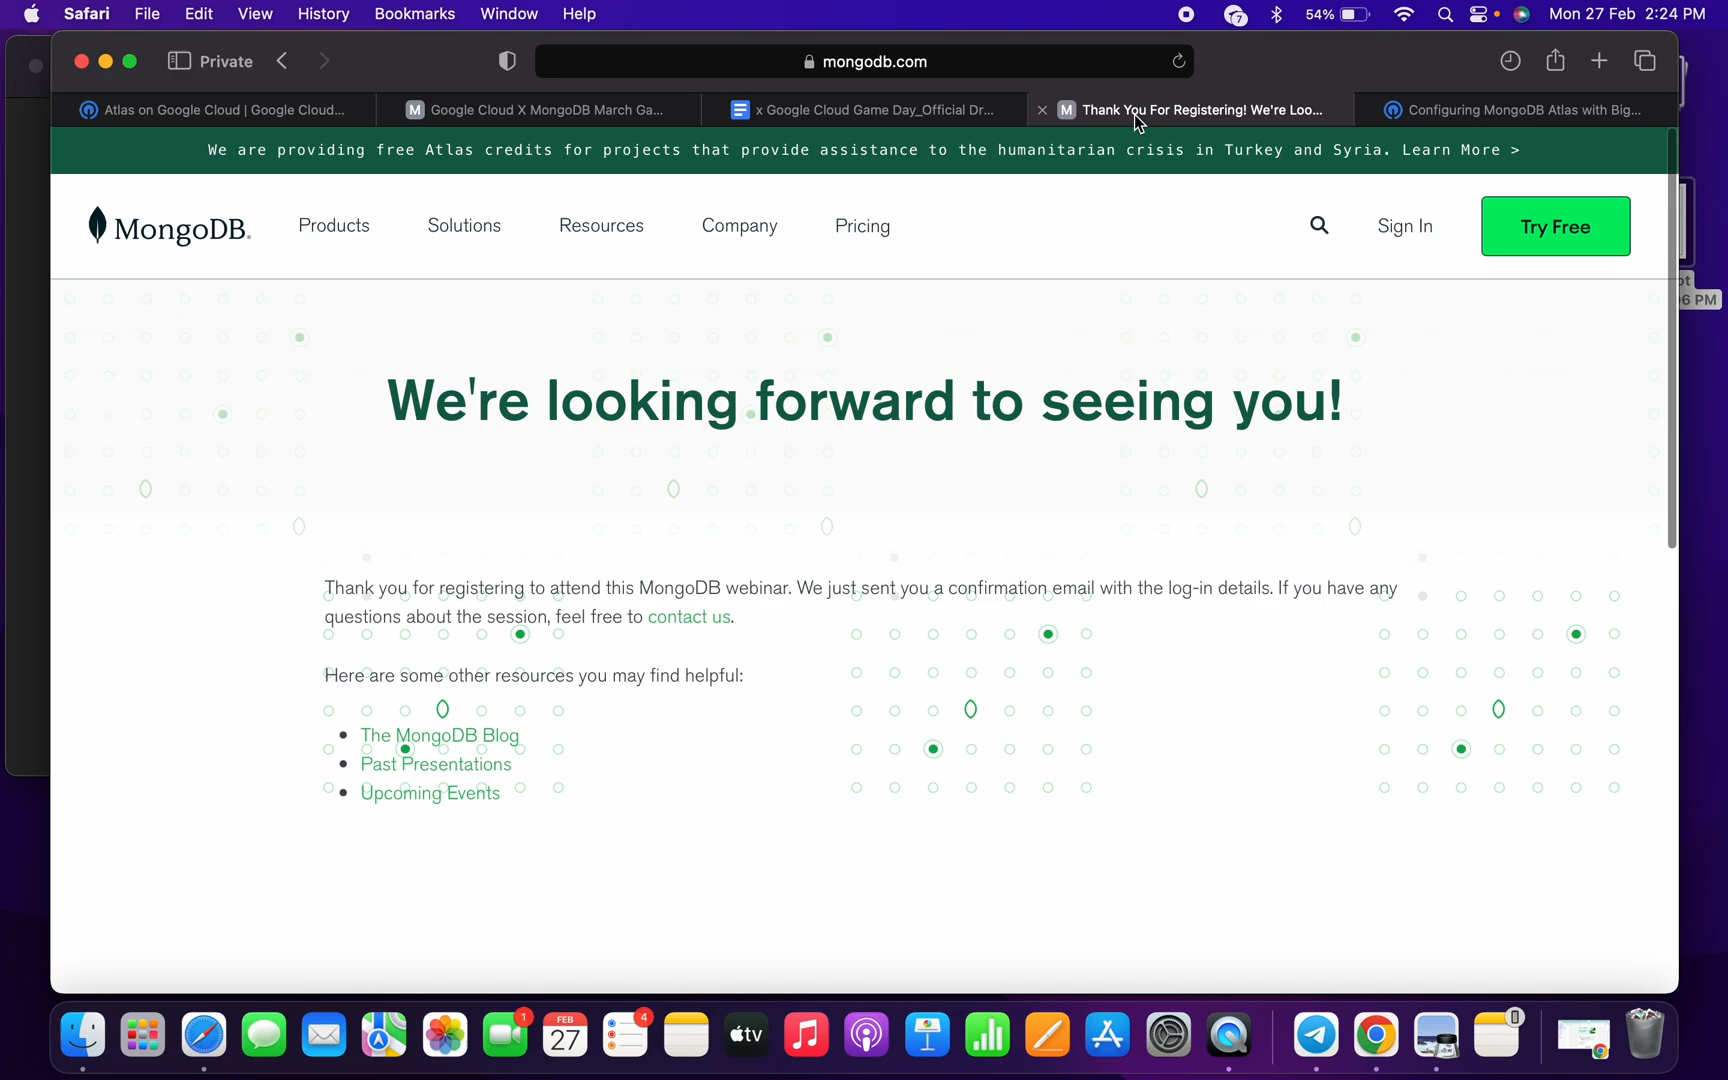 Safari File Edit View History Bookmarks Window Help 7 54% Mon 27 Feb 2:24 PM
Private mongodb.com
Atlas on Google Cloud | Google Cloud... M Google Cloud X MongoDB March Ga... x Google Cloud Game Day_Official Dr... M Thank You For Registering! We're Loo... Configuring MongoDB Atlas with Big...
We are providing free Atlas credits for projects that provide assistance to the humanitarian crisis in Turkey and Syria. Learn More >
MongoDB. Products Solutions Resources Company Pricing Sign In Try Free
6 PM
We're looking forward to seeing you!
Thank you for registering to attend this MongoDB webinar. We just sent you a confirmation email with the log-in details. If you have any
questions about the session, feel free to contact us.
Here are some other resources you may find helpful:
The MongoDB Blog
Past Presentations
Upcoming Events
1 FEB 27 4 tv